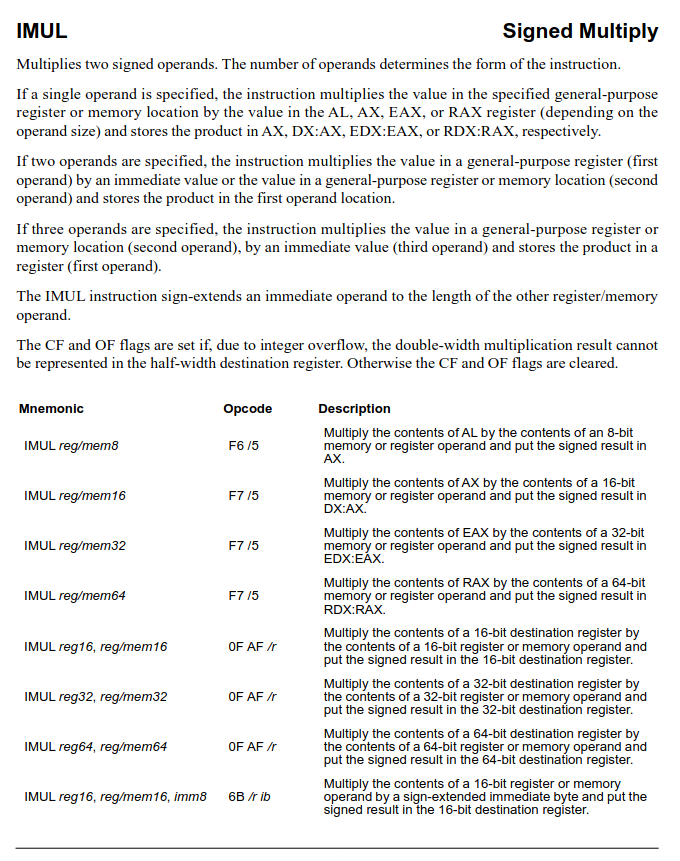 IMUL Signed Multiply
Multiplies two signed operands. The number of operands determines the form of the instruction.
If a single operand is specified, the instruction multiplies the value in the specified general-purpose
register or memory location by the value in the AL, AX, EAX, or RAX register (depending on the
operand size) and stores the product in AX, DX:AX, EDX:EAX, or RDX:RAX, respectively.
If two operands are specified, the instruction multiplies the value in a general-purpose register (first
operand) by an immediate value or the value in a general-purpose register or memory location (second
operand) and stores the product in the first operand location.
If three operands are specified, the instruction multiplies the value in a general-purpose register or
memory location (second operand), by an immediate value (third operand) and stores the product in a
register (first operand).
The IMUL instruction sign-extends an immediate operand to the length of the other register/memory
operand.
The CF and OF flags are set if, due to integer overflow, the double-width multiplication result cannot
be represented in the half-width destination register. Otherwise the CF and OF flags are cleared.
Mnemonic Opcode Description
IMUL reg/mem8 F6 /5 Multiply the contents of AL by the contents of an 8-bit
memory or register operand and put the signed result in
AX.
IMUL reg/mem16 F7 /5 Multiply the contents of AX by the contents of a 16-bit
memory or register operand and put the signed result in
DX:AX.
IMUL reg/mem32 F7 /5 Multiply the contents of EAX by the contents of a 32-bit
memory or register operand and put the signed result in
EDX:EAX.
IMUL reg/mem64 F7 /5 Multiply the contents of RAX by the contents of a 64-bit
memory or register operand and put the signed result in
RDX:RAX.
IMUL reg16, reg/mem16 0F AF /r Multiply the contents of a 16-bit destination register by
the contents of a 16-bit register or memory operand and
put the signed result in the 16-bit destination register.
IMUL reg32, reg/mem32 0F AF /r Multiply the contents of a 32-bit destination register by
the contents of a 32-bit register or memory operand and
put the signed result in the 32-bit destination register.
IMUL reg64, reg/mem64 0F AF /r Multiply the contents of a 64-bit destination register by
the contents of a 64-bit register or memory operand and
put the signed result in the 64-bit destination register.
IMUL reg16, reg/mem16, imm8 6B /r ib Multiply the contents of a 16-bit register or memory
operand by a sign-extended immediate byte and put the
signed result in the 16-bit destination register.